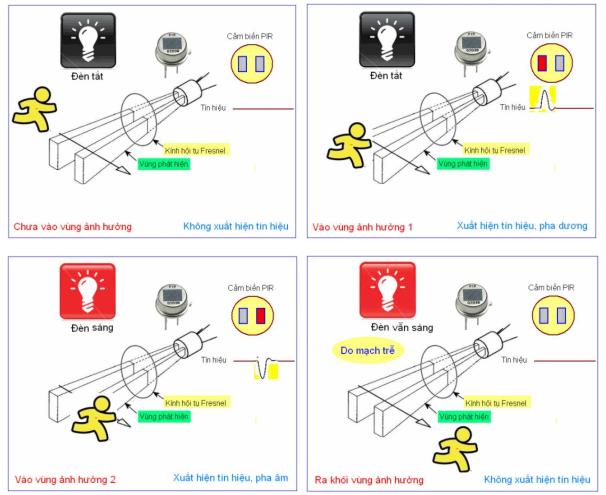 Cảm biến PIR
Đèn tắt
Tín hiệu
Kính hội tụ Fresnel
Vùng phát hiện
Chưa vào vùng ảnh hưởng
Không xuất hiện tín hiệu
Cảm biến PIR
Đèn tắt
Tín hiệu
Kính hội tụ Fresnel
Vùng phát hiện
Vào vùng ảnh hưởng 1
Xuất hiện tín hiệu, pha dương
Cảm biến PIR
Đèn sáng
Tín hiệu
Kính hội tụ Fresnel
Vùng phát hiện
Vào vùng ảnh hưởng 2
Xuất hiện tín hiệu, pha âm
Cảm biến PIR
Đèn vẫn sáng
Do mạch trễ
Tín hiệu
Kính hội tụ Fresnel
Vùng phát hiện
Ra khỏi vùng ảnh hưởng
Không xuất hiện tín hiệu